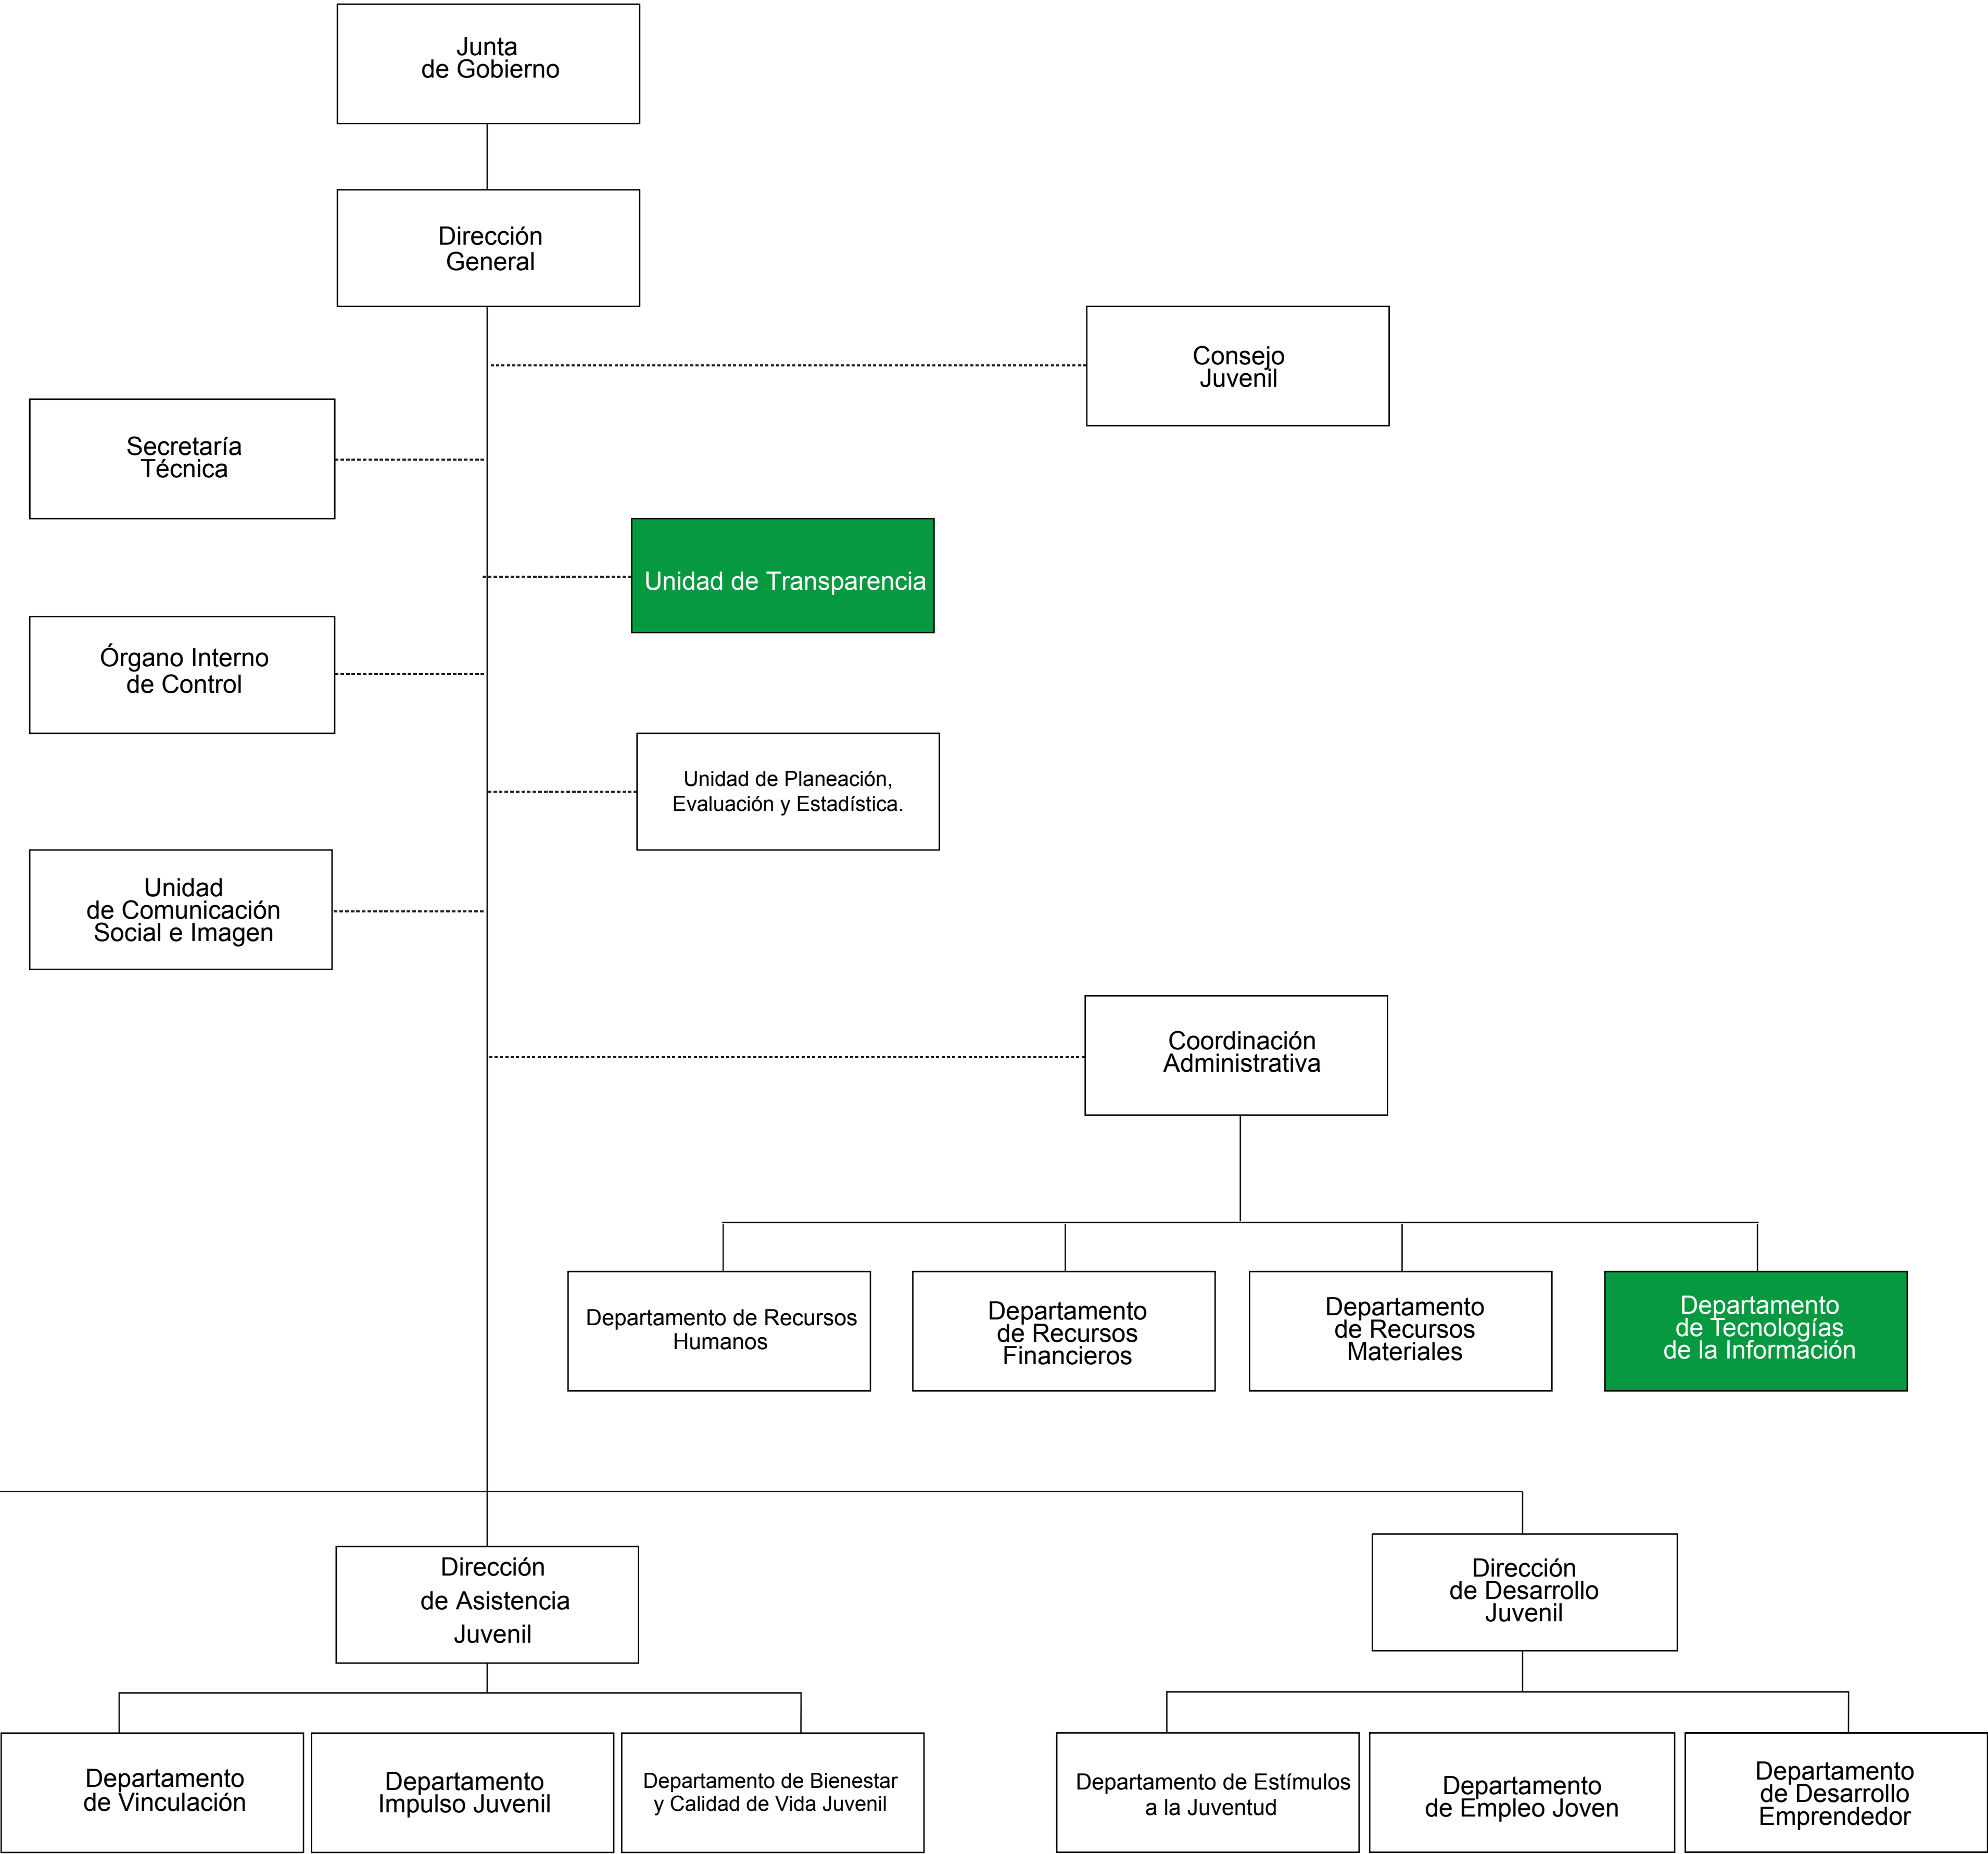 Junta
de Gobierno
Dirección
General
Consejo
Juvenil
Secretaría
Técnica
Unidad de Transparencia
Órgano Interno
de Control
Unidad de Planeación,
Evaluación y Estadística.
Unidad
de Comunicación
Social e Imagen
Coordinación
Administrativa
Departamento de Recursos
Humanos
Departamento
de Recursos
Financieros
Departamento
de Recursos
Materiales
Departamento
de Tecnologías
de la Información
Dirección
de Asistencia
Juvenil
Dirección
de Desarrollo
Juvenil
Departamento
de Vinculación
Departamento
Impulso Juvenil
Departamento de Bienestar
y Calidad de Vida Juvenil
Departamento de Estímulos
a la Juventud
Departamento
de Empleo Joven
Departamento
de Desarrollo
Emprendedor